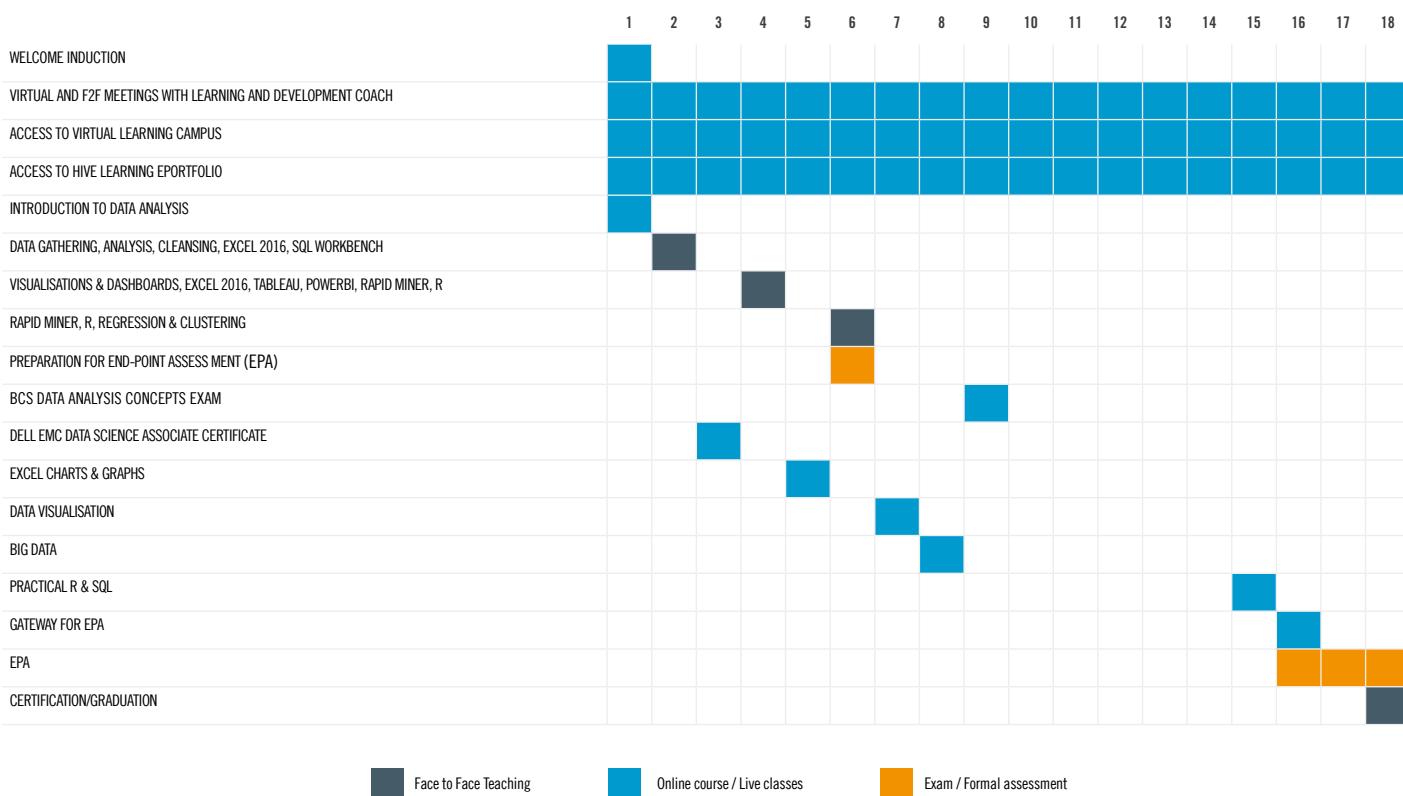 1 2 3 4 5 6 7 8 9 10 11 12 13 14 15 16 17 18
WELCOME INDUCTION
VIRTUAL AND F2F MEETINGS WITH LEARNING AND DEVELOPMENT COACH
ACCESS TO VIRTUAL LEARNING CAMPUS
ACCESS TO HIVE LEARNING EPORTFOLIO
INTRODUCTION TO DATA ANALYSIS
DATA GATHERING, ANALYSIS, CLEANSING, EXCEL 2016, SQL WORKBENCH
VISUALISATIONS & DASHBOARDS, EXCEL 2016, TABLEAU, POWERBI, RAPID MINER, R
RAPID MINER, R, REGRESSION & CLUSTERING
PREPARATION FOR END-POINT ASSESS MENT (EPA)
BCS DATA ANALYSIS CONCEPTS EXAM
DELL EMC DATA SCIENCE ASSOCIATE CERTIFICATE
EXCEL CHARTS & GRAPHS
DATA VISUALISATION
BIG DATA
PRACTICAL R & SQL
GATEWAY FOR EPA
EPA
CERTIFICATION/GRADUATION
Face to Face Teaching
Online course / Live classes
Exam / Formal assessment